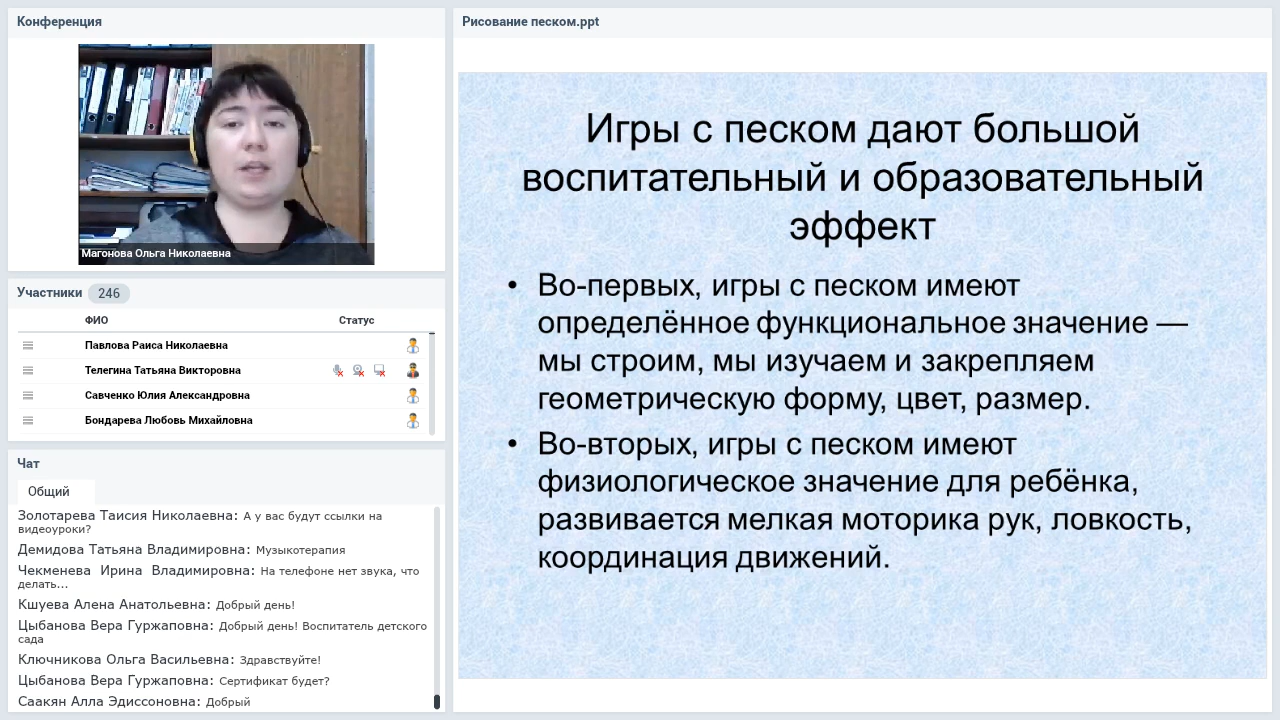 Конференция
Магонова Ольга Николаевна
Участники 246
ФИО Статус
Павлова Раиса Николаевна
Телегина Татьяна Викторовна
Савченко Юлия Александровна
Бондарева Любовь Михайловна
Чат
Общий
Золотарева Таисия Николаевна: А у вас будут ссылки на
видеоуроки?
Демидова Татьяна Владимировна: Музыкотерапия
Чекменева Ирина Владимировна: На телефоне нет звука, что
делать...
Кшуева Алена Анатольевна: Добрый день!
Цыбанова Вера Гуржаповна: Добрый день! Воспитатель детского
сада
Ключникова Ольга Васильевна: Здравствуйте!
Цыбанова Вера Гуржаповна: Сертификат будет?
Саакян Алла Эдиссоновна: Добрый
Рисование песком.ppt
Игры с песком дают большой
воспитательный и образовательный
эффект
• Во-первых, игры с песком имеют
определённое функциональное значение —
мы строим, мы изучаем и закрепляем
геометрическую форму, цвет, размер.
• Во-вторых, игры с песком имеют
физиологическое значение для ребёнка,
развивается мелкая моторика рук, ловкость,
координация движений.